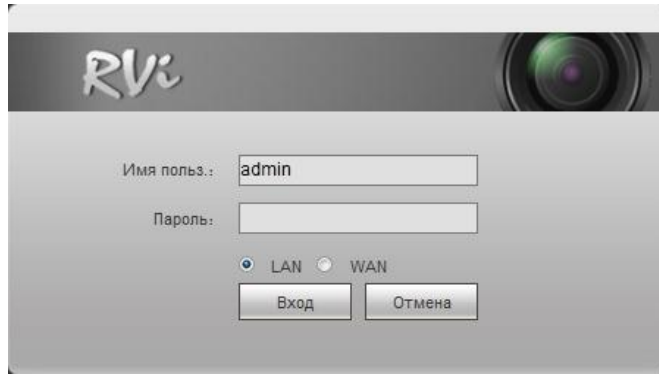 RVi
Имя польз.: admin
Пароль:
LAN WAN
Вход Отмена